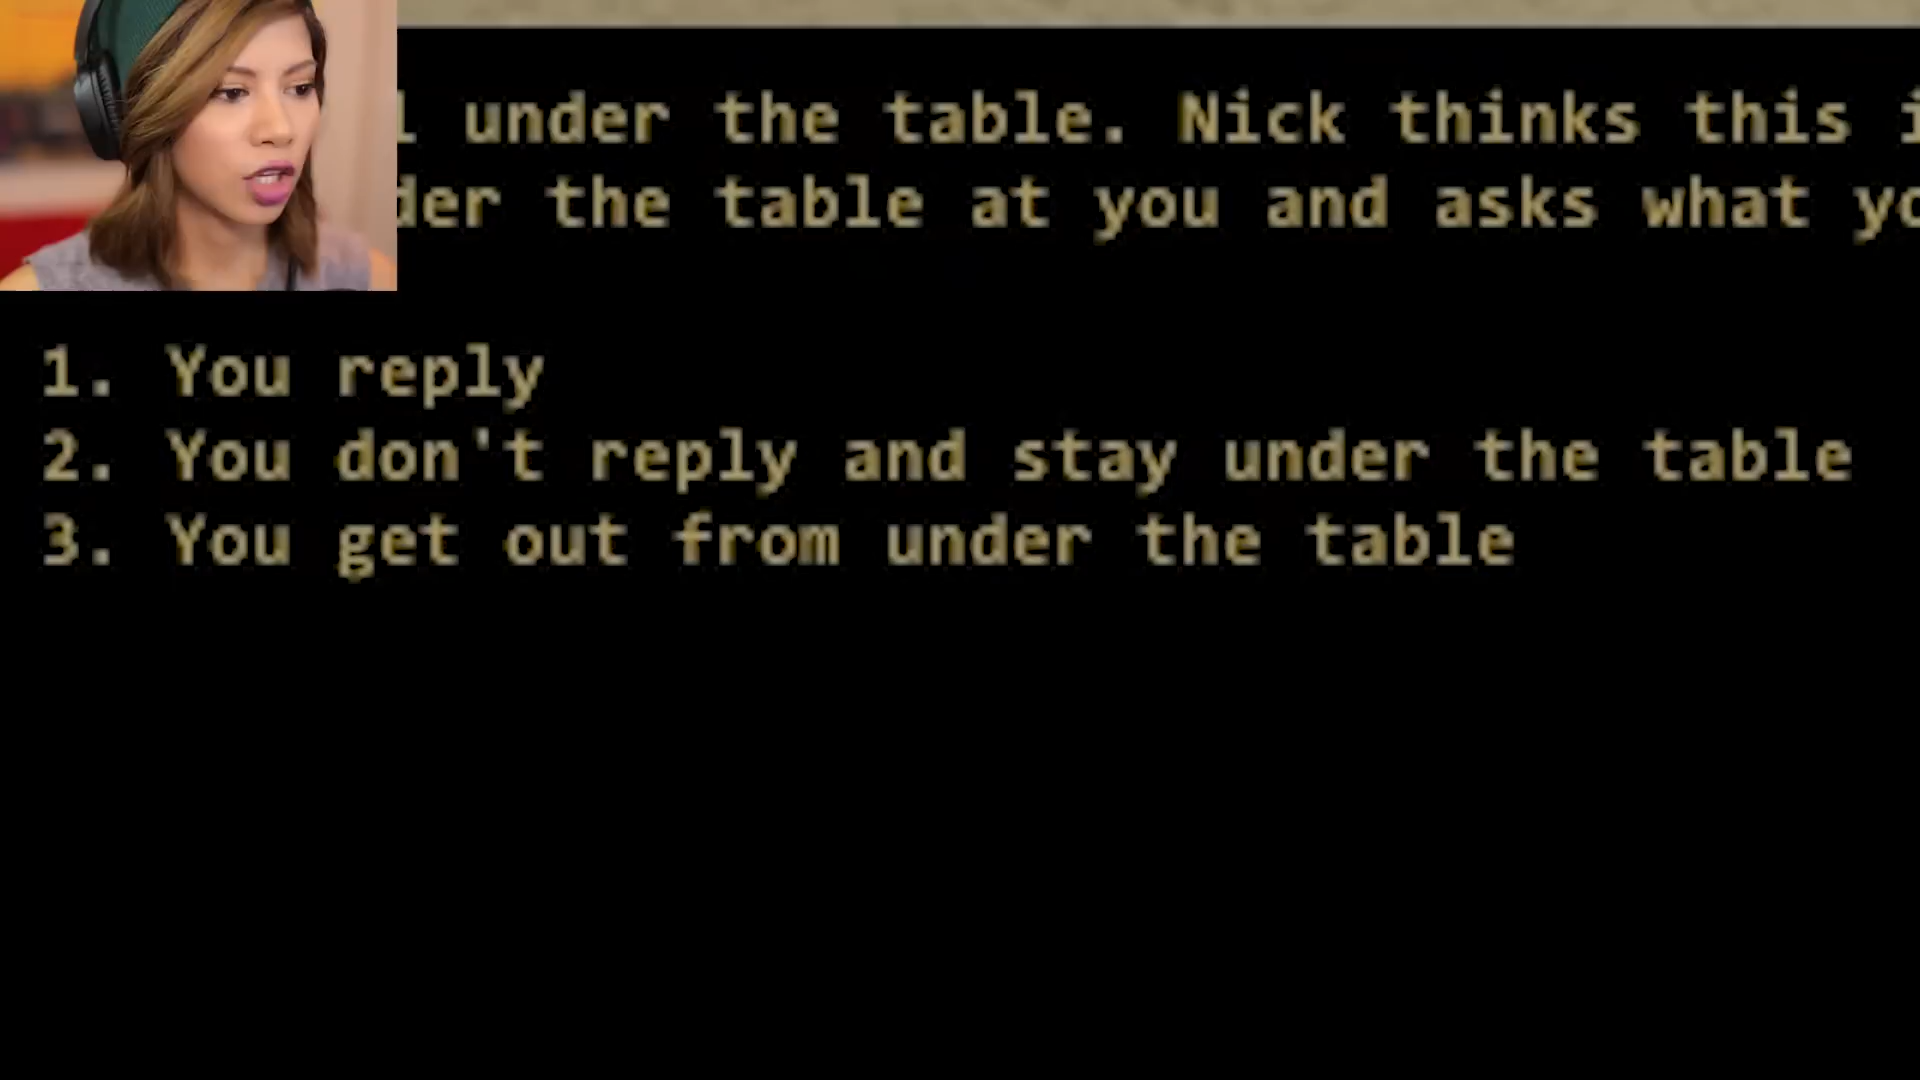 under the table. Nick thinks this
the table at you and asks what
1. You reply
2. You don't reply and stay under the table
3. You get out from under the table